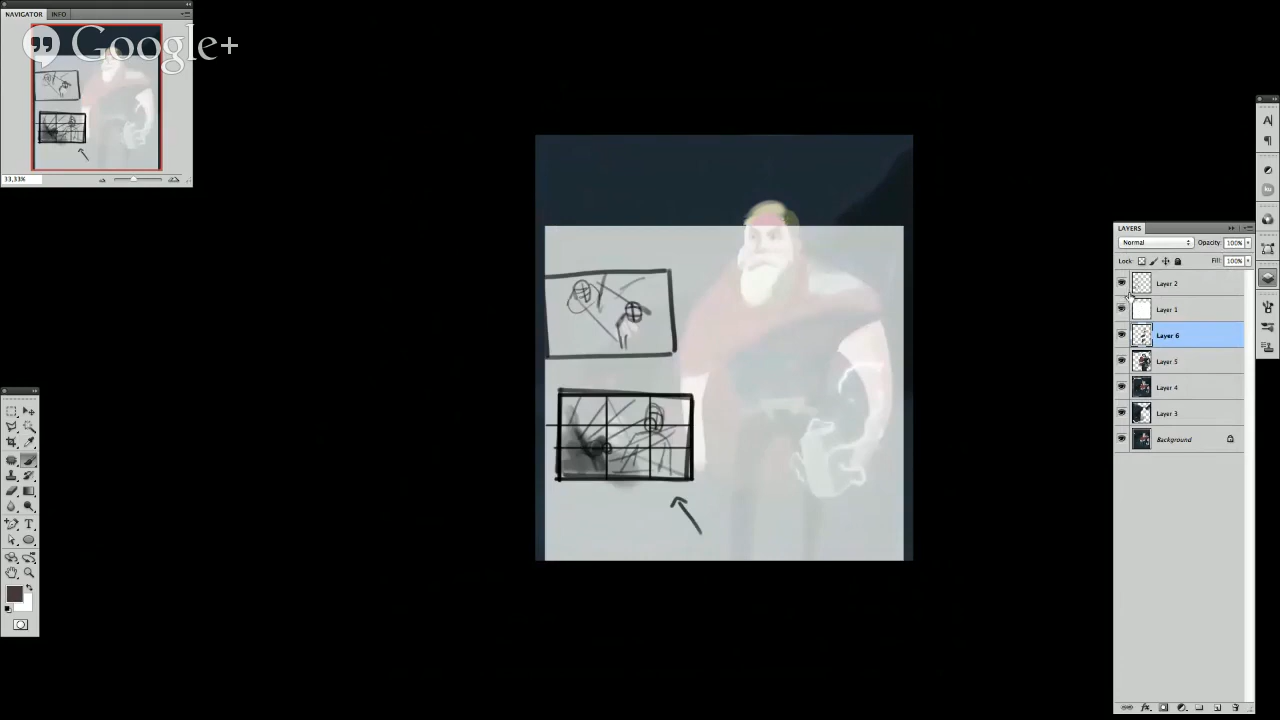 NAVIGATOR INFO
Google+
33,33%
LAYERS
Normal Opacity: 100%
Lock: Fill: 100%
Layer 2
Layer 1
Layer 6
Layer 5
Layer 4
Layer 3
Background